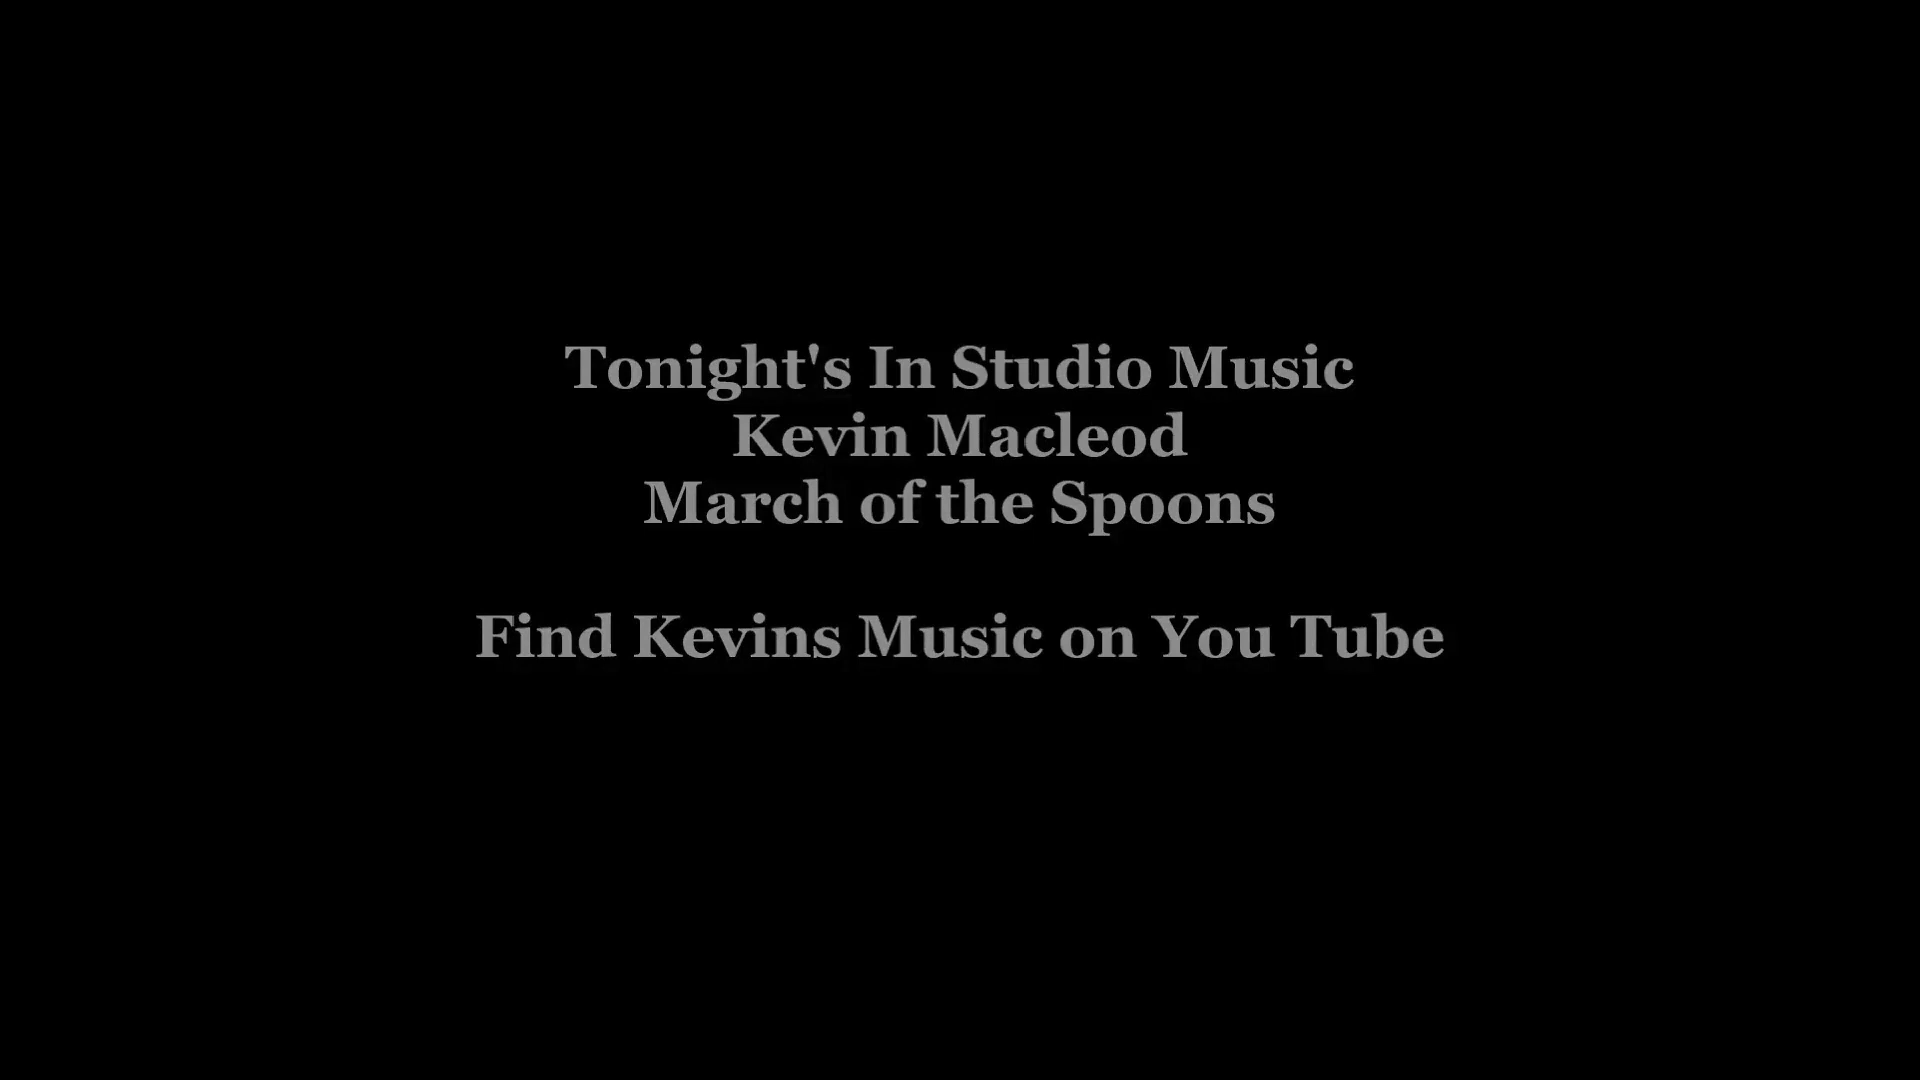 Tonight's In Studio Music
Kevin Macleod
March of the Spoons
Find Kevins Music on You Tube